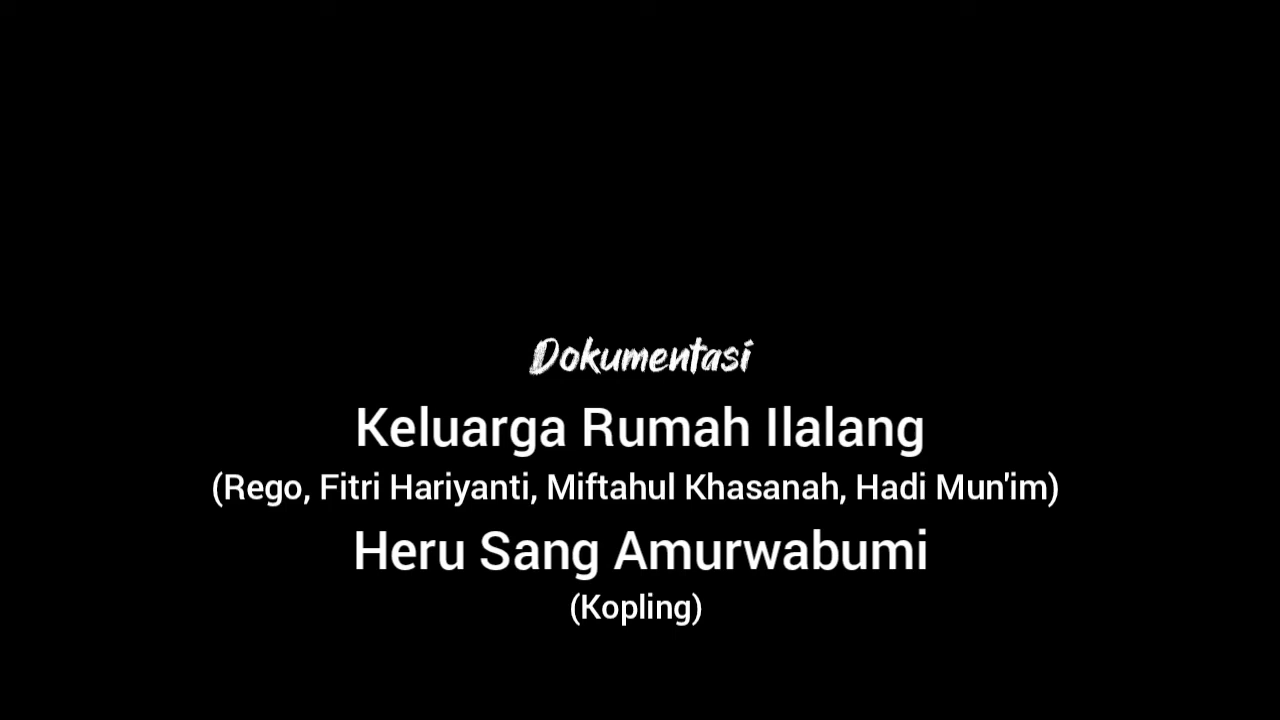 Dokumentasi
Keluarga Rumah Ilalang
(Rego, Fitri Hariyanti, Miftahul Khasanah, Hadi Mun'im)
Heru Sang Amurwabumi
(Kopling)